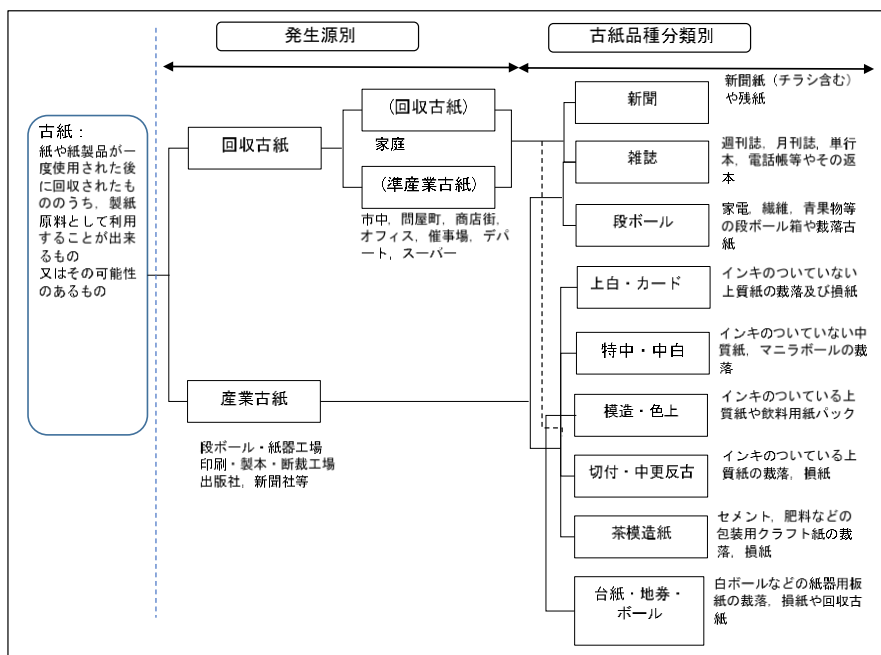 発生源別
古紙品種分類別
古紙：
紙や紙製品が一
度使用された後
に回収されたも
ののうち，製紙
原料として利用
することが出来
るもの
又はその可能性
のあるもの
回収古紙
(回収古紙)
家庭
(準産業古紙)
市中，問屋町，商店街，
オフィス，催事場，デパ
ート，スーパー
産業古紙
段ボール・紙器工場
印刷・製本・断裁工場
出版社，新聞社等
新聞
新聞紙（チラシ含む）
や残紙
雑誌
週刊誌，月刊誌，単行
本，電話帳等やその返
本
段ボール
家電，繊維，青果物等
の段ボール箱や裁落古
紙
上白・カード
インキのついていない
上質紙の裁落及び損紙
特中・中白
インキのついていない中
質紙，マニラボールの裁
落
模造・色上
インキのついている上
質紙や飲料用紙パック
切付・中更反古
インキのついている上
質紙の裁落，損紙
茶模造紙
セメント，肥料などの
包装用クラフト紙の裁
落，損紙
台紙・地券・
ボール
白ボールなどの紙器用板
紙の裁落，損紙や回収古
紙